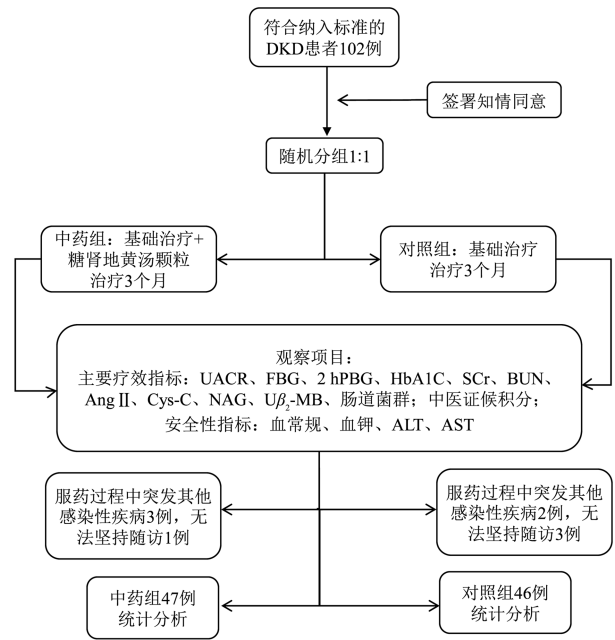 符合纳入标准的
DKD患者102例
签署知情同意
随机分组1∶1
中药组：基础治疗+
糖肾地黄汤颗粒
治疗3个月
对照组：基础治疗
治疗3个月
观察项目：
主要疗效指标：UACR、FBG、2 hPBG、HbA1C、SCr、BUN、
AngⅡ、Cys-C、NAG、Uβ₂-MB、肠道菌群；中医证候积分；
安全性指标：血常规、血钾、ALT、AST
服药过程中突发其他
感染性疾病3例，无
法坚持随访1例
服药过程中突发其他
感染性疾病2例，无
法坚持随访3例
中药组47例
统计分析
对照组46例
统计分析